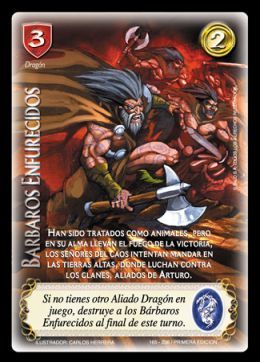 3
2
Dragón
BÁRBAROS ENFURECIDOS
HAN SIDO TRATADOS COMO ANIMALES, PERO
EN SU ALMA LLEVAN EL FUEGO DE LA VICTORIA,
LOS SEÑORES DEL CAOS INTENTAN MANDAR EN
LAS TIERRAS ALTAS, DONDE LUCHAN CONTRA
LOS CLANES, ALIADOS DE ARTURO.
Si no tienes otro Aliado Dragón en
juego, destruye a los Bárbaros
Enfurecidos al final de este turno.
ILUSTRADOR: CARLOS HERRERA
PRIMERA EDICION